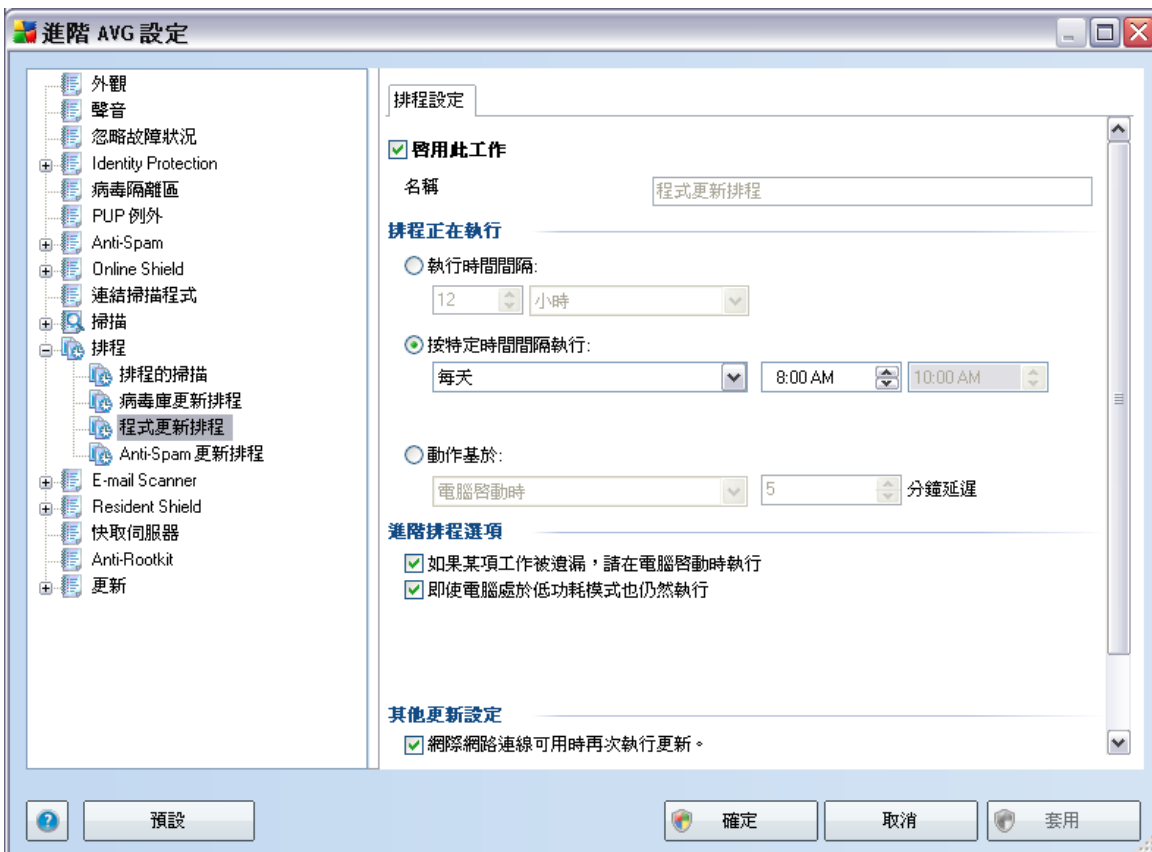 進階 AVG 設定
外觀
聲音
忽略故障狀況
Identity Protection
病毒隔離區
PUP 例外
Anti-Spam
Online Shield
連結掃描程式
掃描
排程
排程的掃描
病毒庫更新排程
程式更新排程
Anti-Spam 更新排程
E-mail Scanner
Resident Shield
快取伺服器
Anti-Rootkit
更新
排程設定
啓用此工作
名稱 程式更新排程
排程正在執行
執行時間間隔:
12 小時
按特定時間間隔執行:
每天 8:00 AM 10:00 AM
動作基於:
電腦啓動時 5 分鐘延遲
進階排程選項
如果某項工作被遺漏，請在電腦啓動時執行
即使電腦處於低功耗模式也仍然執行
其他更新設定
網際網路連線可用時再次執行更新。
預設 確定 取消 套用